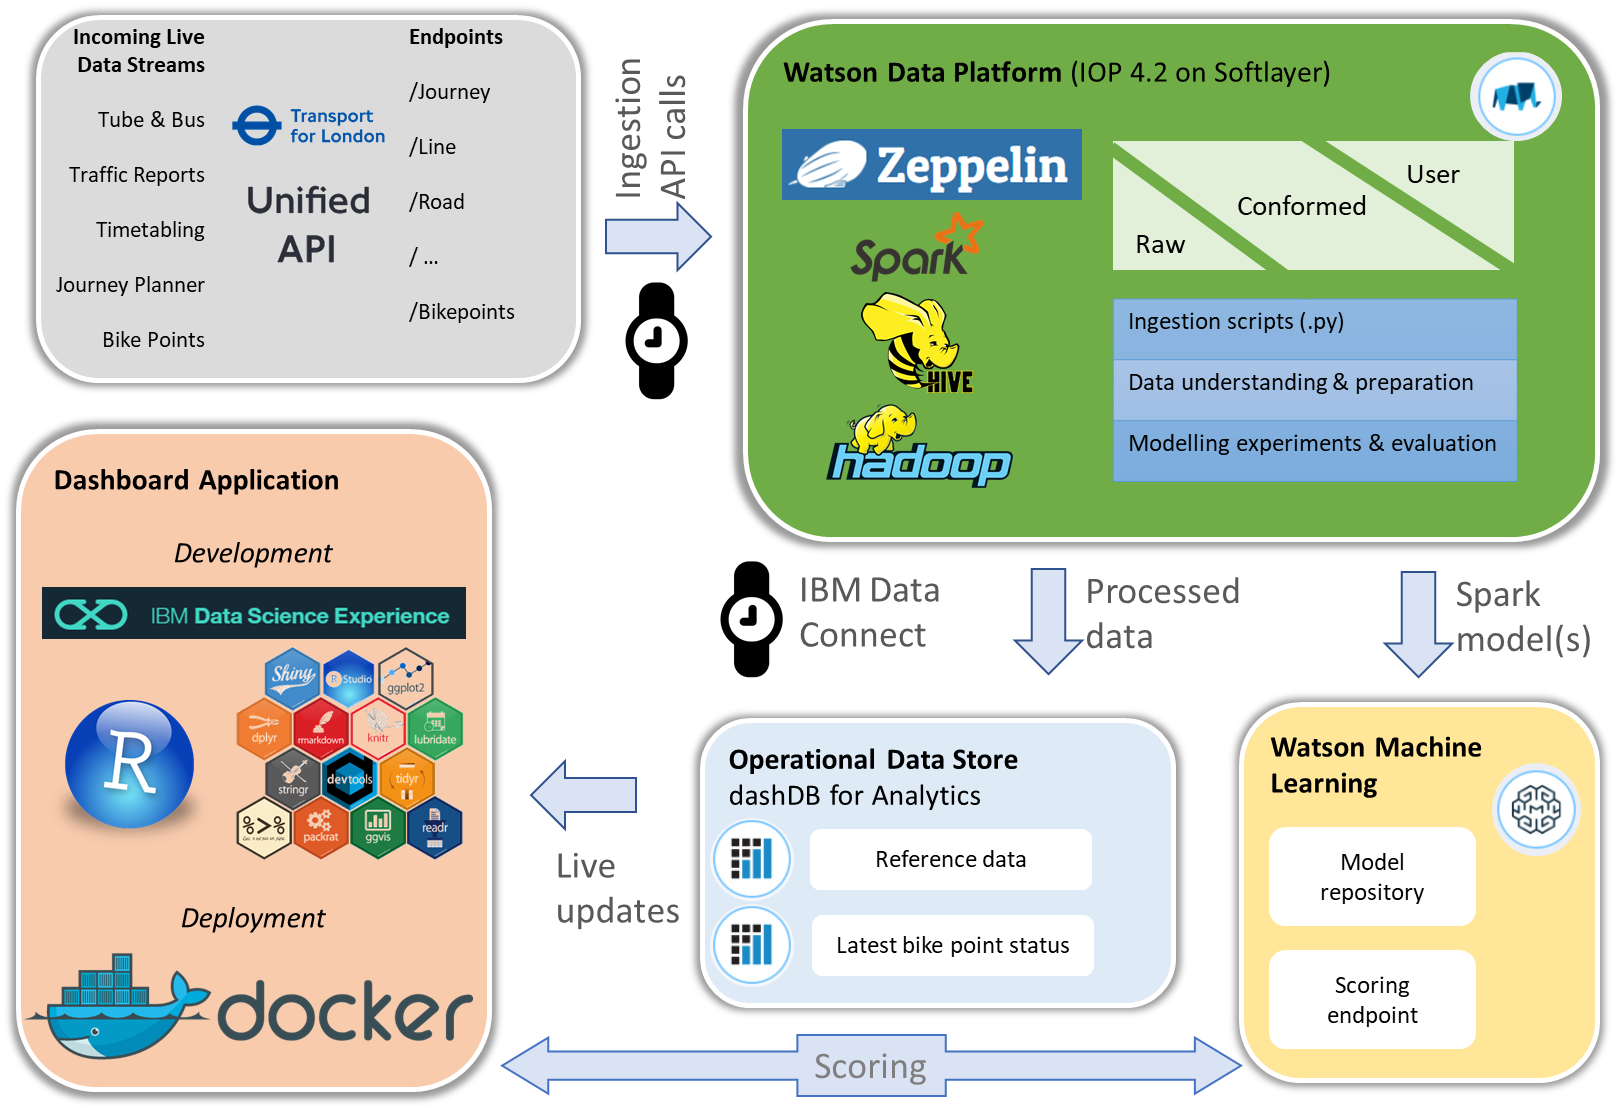 Incoming Live
Data Streams
Tube & Bus
Traffic Reports
Timetabling
Journey Planner
Bike Points
Transport
for London
Unified
API
Endpoints
/Journey
/Line
/Road
/ ...
/Bikepoints
Ingestion
API calls
Watson Data Platform (IOP 4.2 on Softlayer)
Zeppelin
Spark
HIVE
hadoop
Raw
Conformed
User
Ingestion scripts (.py)
Data understanding & preparation
Modelling experiments & evaluation
IBM Data
Connect
Processed
data
Spark
model(s)
Dashboard Application
Development
IBM Data Science Experience
R
Shiny
R Studio
ggplot2
dplyr
rmarkdown
knitr
lubridate
stringr
devtools
tidyr
%>%
packrat
ggvis
readr
Deployment
docker
Live
updates
Operational Data Store
dashDB for Analytics
Reference data
Latest bike point status
Watson Machine
Learning
Model
repository
Scoring
endpoint
Scoring